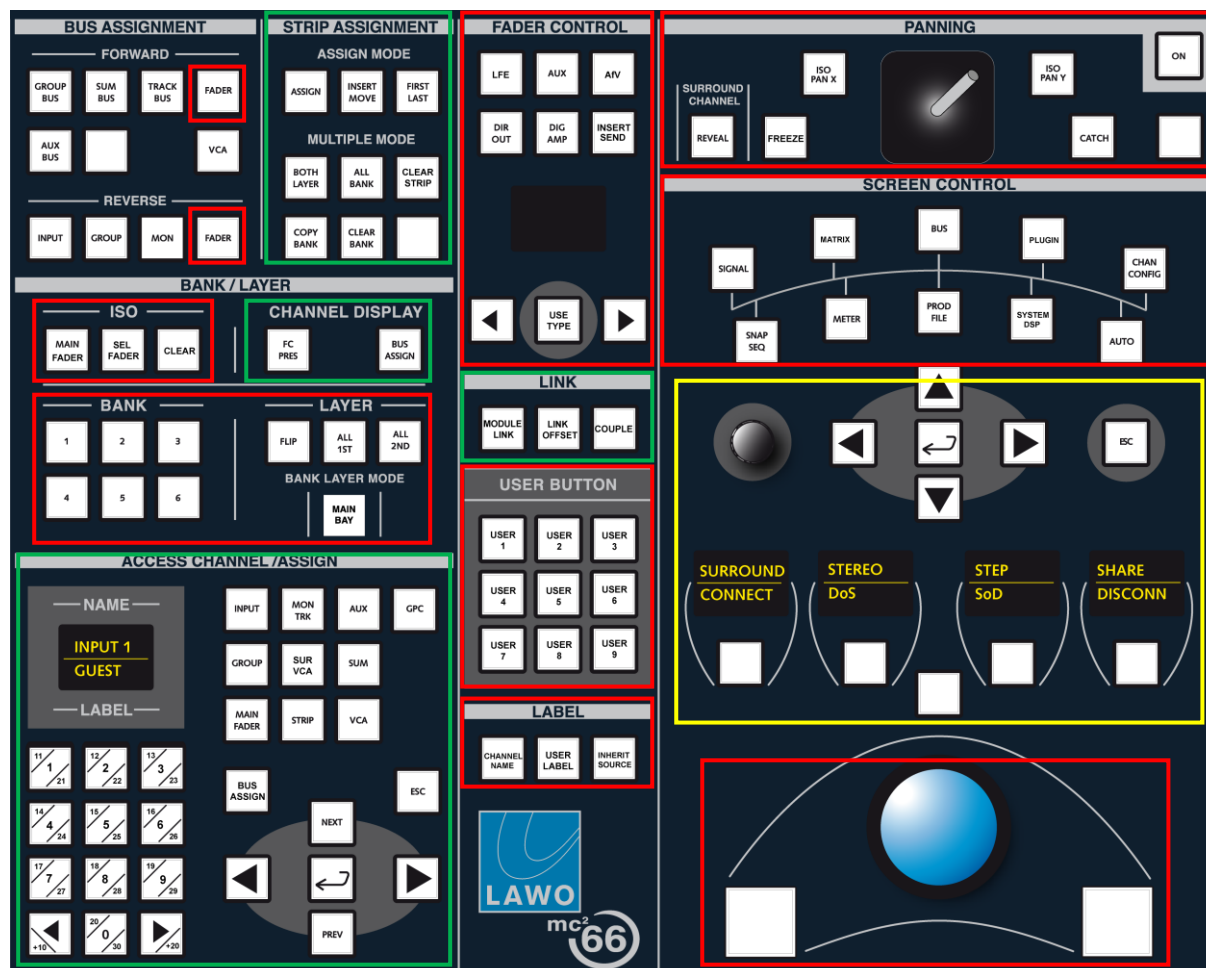 BUS ASSIGNMENT
FORWARD
GROUP BUS
SUM BUS
TRACK BUS
FADER
AUX BUS
VCA
REVERSE
INPUT
GROUP
MON
FADER
STRIP ASSIGNMENT
ASSIGN MODE
ASSIGN
INSERT MOVE
FIRST LAST
MULTIPLE MODE
BOTH LAYER
ALL BANK
CLEAR STRIP
COPY BANK
CLEAR BANK
BANK / LAYER
ISO
MAIN FADER
SEL FADER
CLEAR
CHANNEL DISPLAY
FC PRES
BUS ASSIGN
BANK
1
2
3
4
5
6
LAYER
FLIP
ALL 1ST
ALL 2ND
BANK LAYER MODE
MAIN BAY
ACCESS CHANNEL /ASSIGN
NAME
INPUT 1
GUEST
LABEL
INPUT
MON TRK
AUX
GPC
GROUP
SUR VCA
SUM
MAIN FADER
STRIP
VCA
11 1 21
12 2 22
13 3 23
14 4 24
15 5 25
16 6 26
17 7 27
18 8 28
19 9 29
+10
20 0 30
+20
BUS ASSIGN
ESC
NEXT
PREV
FADER CONTROL
LFE
AUX
AfV
DIR OUT
DIG AMP
INSERT SEND
USE TYPE
LINK
MODULE LINK
LINK OFFSET
COUPLE
USER BUTTON
USER 1
USER 2
USER 3
USER 4
USER 5
USER 6
USER 7
USER 8
USER 9
LABEL
CHANNEL NAME
USER LABEL
INHERIT SOURCE
LAWO
mc²66
PANNING
ON
ISO PAN X
ISO PAN Y
SURROUND CHANNEL
REVEAL
FREEZE
CATCH
SCREEN CONTROL
SIGNAL
MATRIX
BUS
PLUGIN
CHAN CONFIG
SNAP SEQ
METER
PROD FILE
SYSTEM DSP
AUTO
ESC
SURROUND
CONNECT
STEREO
DoS
STEP
SoD
SHARE
DISCONN